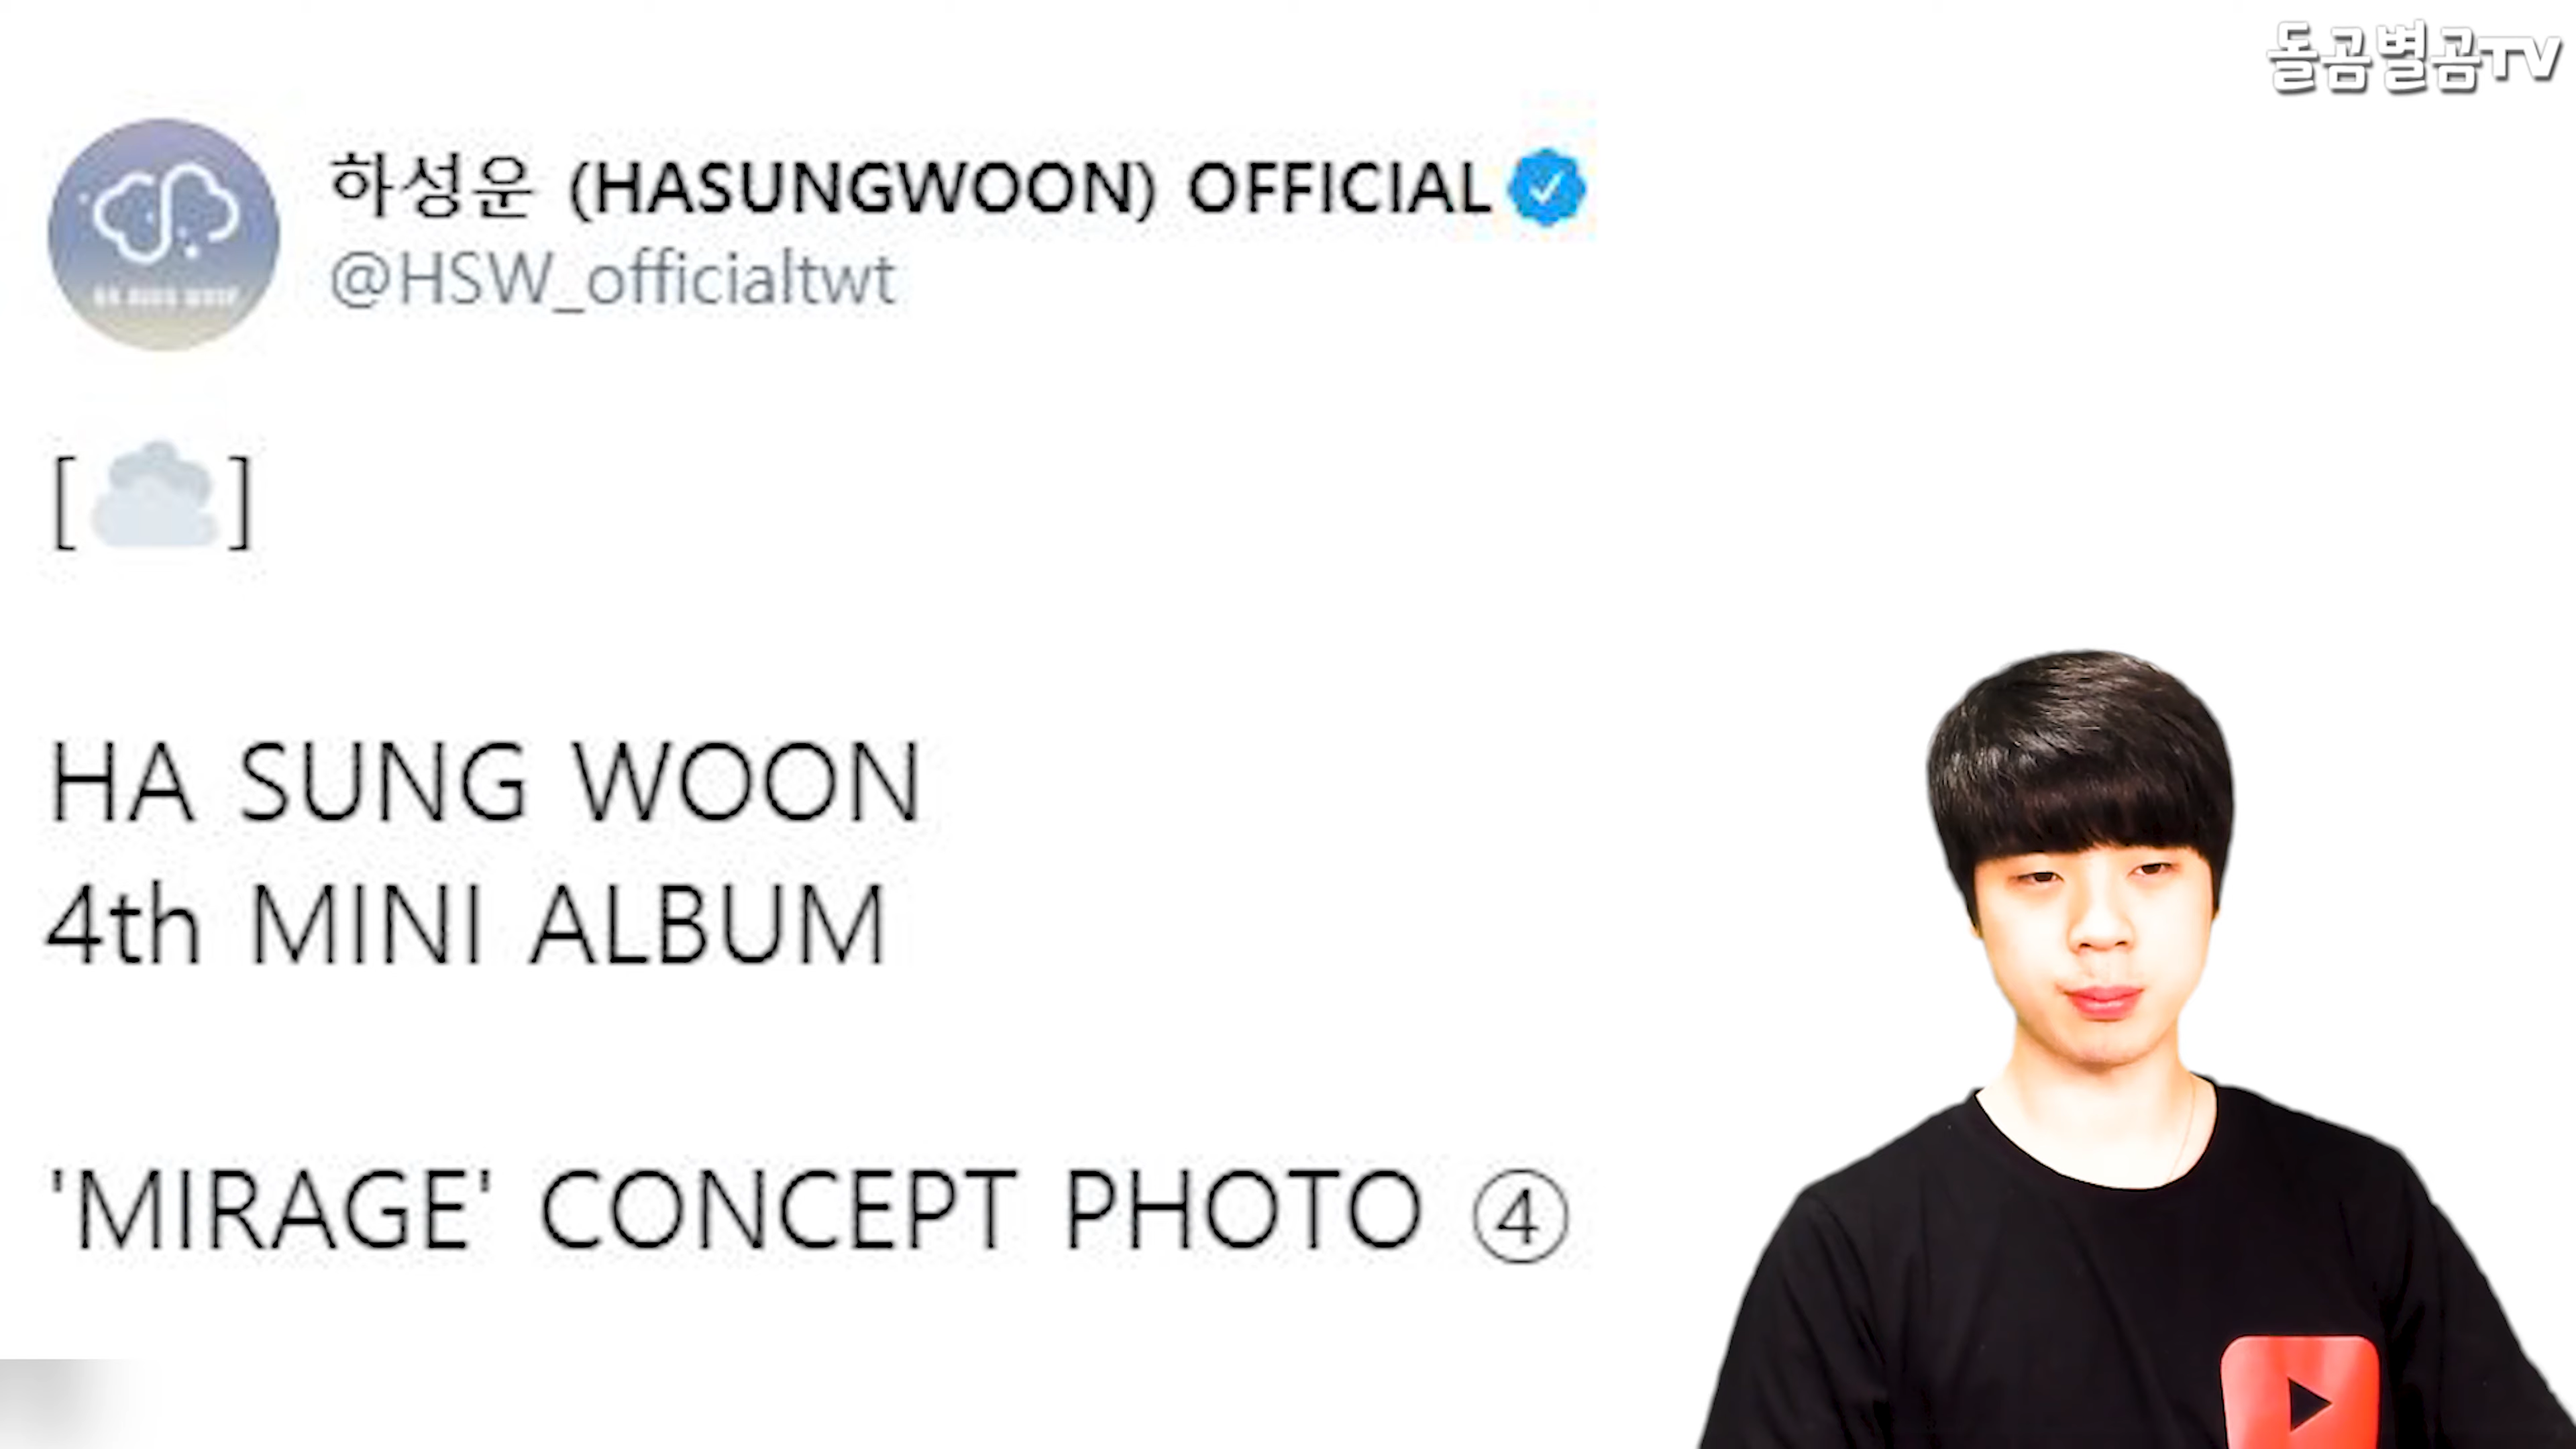 돌곰별곰TV
하성운 (HASUNGWOON) OFFICIAL
@HSW_officialtwt
[☁]
HA SUNG WOON
4th MINI ALBUM
'MIRAGE' CONCEPT PHOTO ④